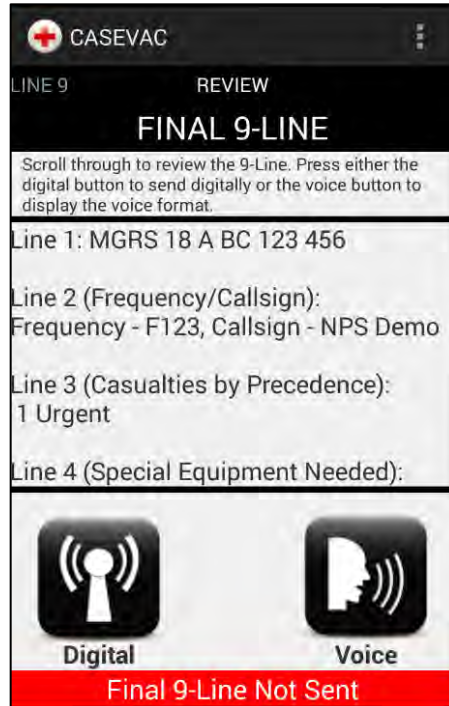 CASEVAC
LINE 9 REVIEW
FINAL 9-LINE
Scroll through to review the 9-Line. Press either the
digital button to send digitally or the voice button to
display the voice format.
Line 1: MGRS 18 A BC 123 456
Line 2 (Frequency/Callsign):
Frequency - F123, Callsign - NPS Demo
Line 3 (Casualties by Precedence):
1 Urgent
Line 4 (Special Equipment Needed):
Digital Voice
Final 9-Line Not Sent